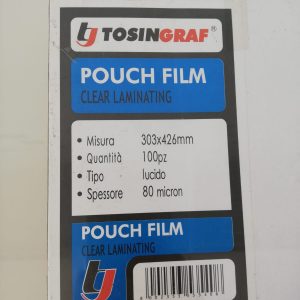 TOSINGRAF®
POUCH FILM
CLEAR LAMINATING
• Misura 303x426mm
• Quantità 100pz
• Tipo lucido
• Spessore 80 micron
POUCH FILM
CLEAR LAMINATING